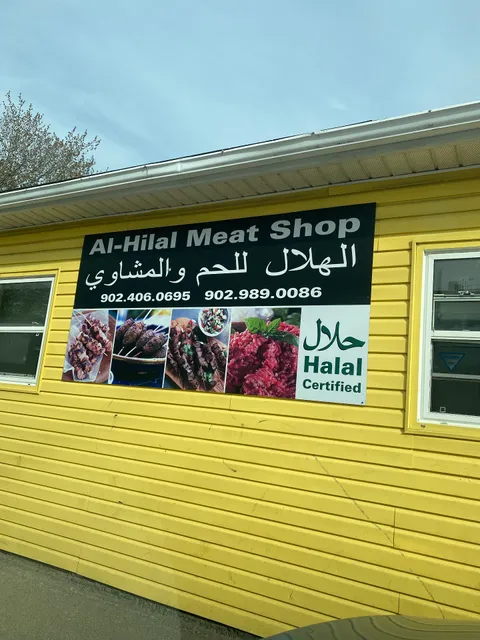 Al-Hilal Meat Shop
الهلال للحم والمشاوي
902.406.0695 902.989.0086
حلال
Halal
Certified